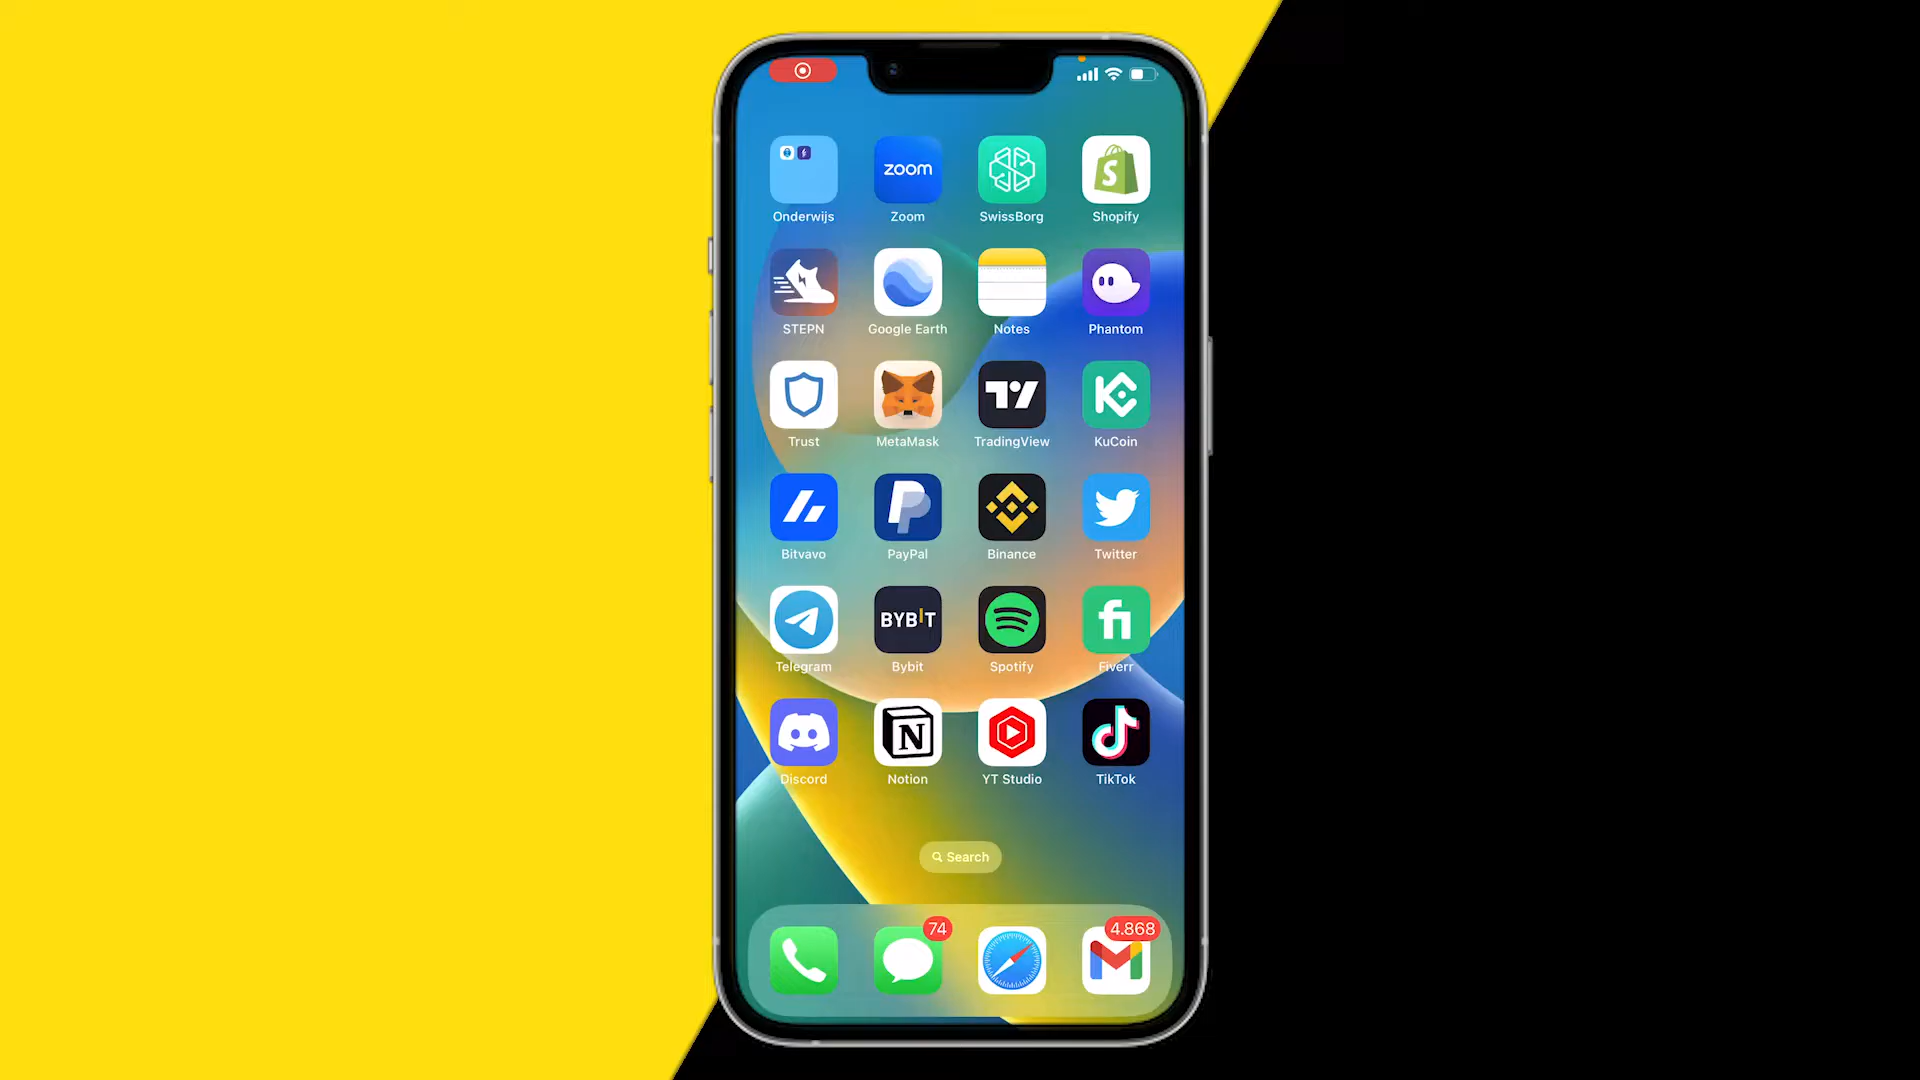 zoom
Onderwijs Zoom SwissBorg Shopify
STEPN Google Earth Notes Phantom
Trust MetaMask TradingView KuCoin
Bitvavo PayPal Binance Twitter
BYBIT fi
Telegram Bybit Spotify Fiverr
N
Discord Notion YT Studio TikTok
Search
74 4.868